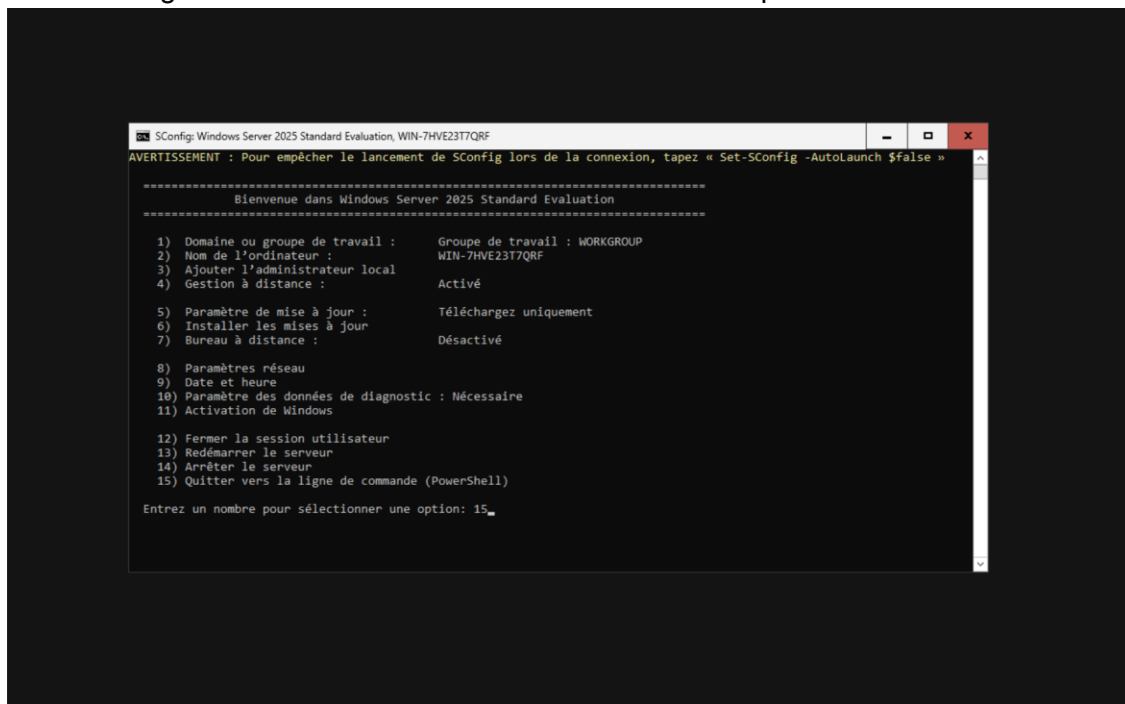 SConfig: Windows Server 2025 Standard Evaluation, WIN-7HVE23T7QRF
AVERTISSEMENT : Pour empêcher le lancement de SConfig lors de la connexion, tapez « Set-SConfig -AutoLaunch $false »
================================================================================
Bienvenue dans Windows Server 2025 Standard Evaluation
================================================================================
1) Domaine ou groupe de travail : Groupe de travail : WORKGROUP
2) Nom de l’ordinateur : WIN-7HVE23T7QRF
3) Ajouter l’administrateur local
4) Gestion à distance : Activé
5) Paramètre de mise à jour : Téléchargez uniquement
6) Installer les mises à jour
7) Bureau à distance : Désactivé
8) Paramètres réseau
9) Date et heure
10) Paramètre des données de diagnostic : Nécessaire
11) Activation de Windows
12) Fermer la session utilisateur
13) Redémarrer le serveur
14) Arrêter le serveur
15) Quitter vers la ligne de commande (PowerShell)
Entrez un nombre pour sélectionner une option: 15